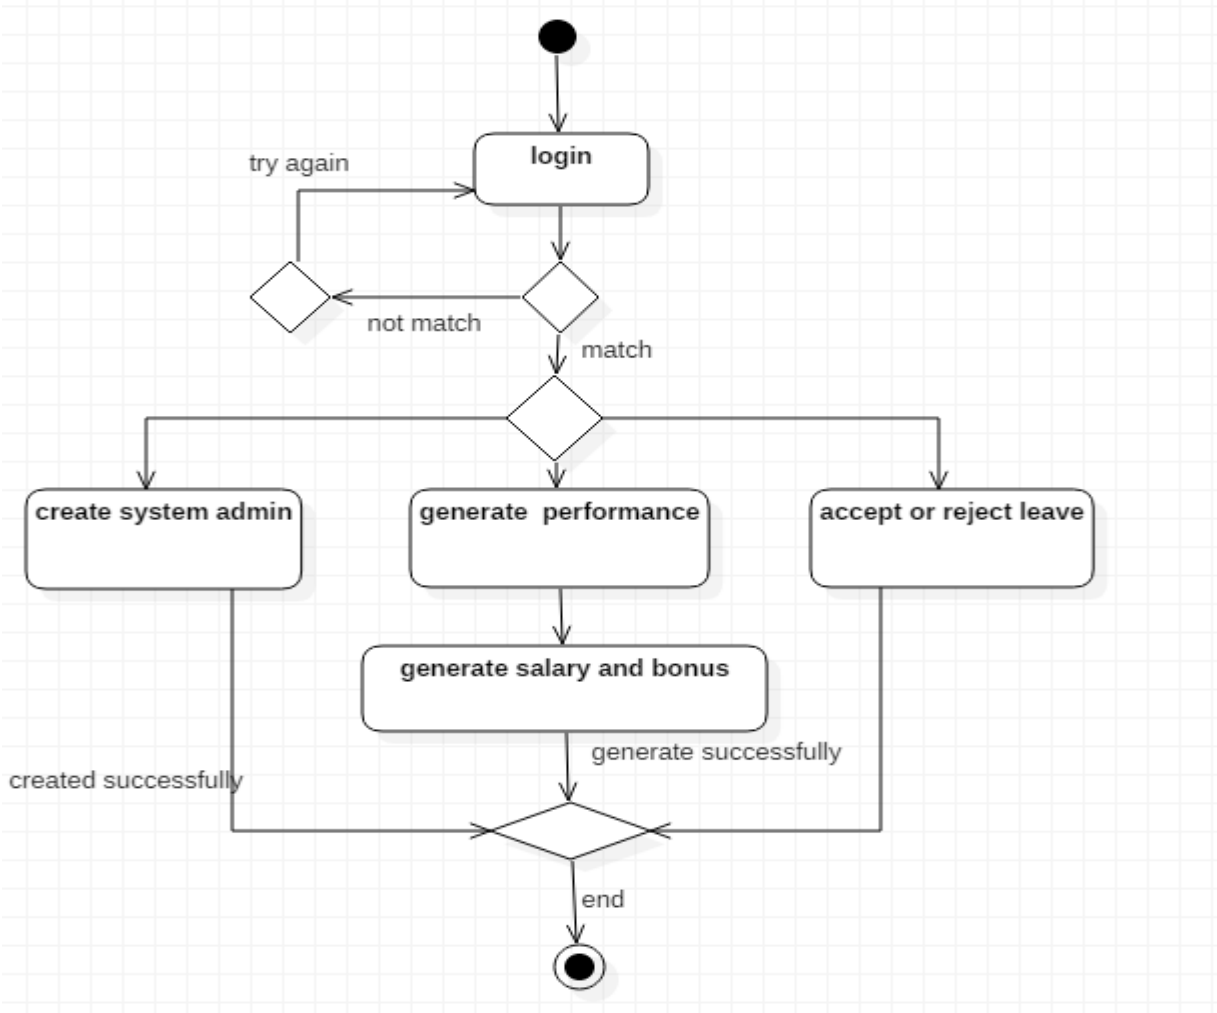 login
try again
not match
match
create system admin
generate  performance
accept or reject leave
generate salary and bonus
generate successfully
created successfully
end